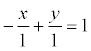 -x/1 + y/1 = 1